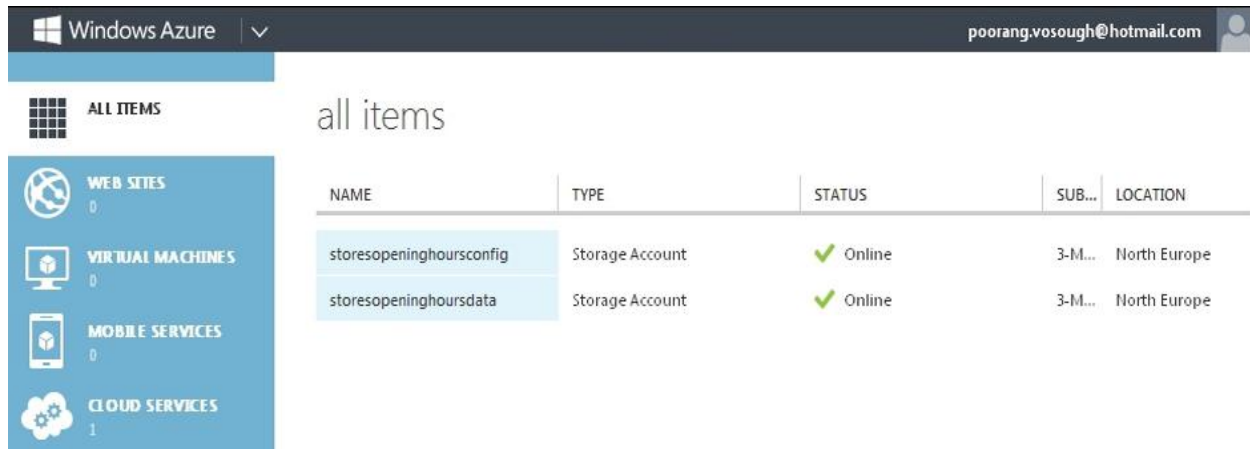 Windows Azure
poorang.vosough@hotmail.com
ALL ITEMS
WEB SITES
0
VIRTUAL MACHINES
0
MOBILE SERVICES
0
CLOUD SERVICES
1
all items
NAME TYPE STATUS SUB... LOCATION
storesopeninghoursconfig Storage Account Online 3-M... North Europe
storesopeninghoursdata Storage Account Online 3-M... North Europe